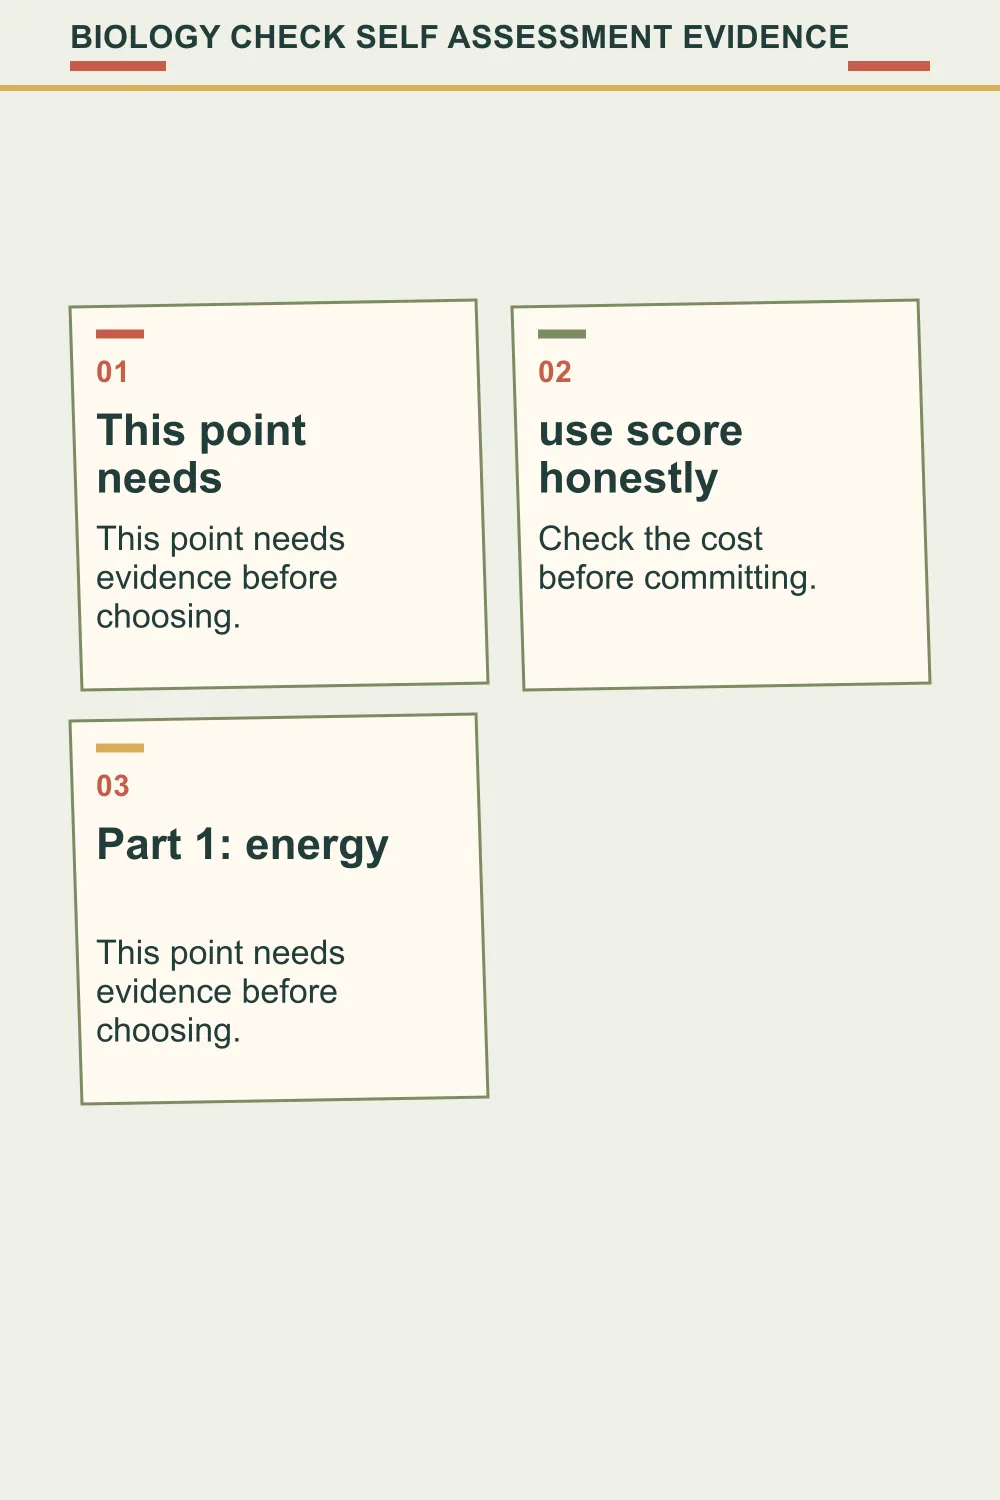 BIOLOGY CHECK SELF ASSESSMENT EVIDENCE
01
This point
needs
This point needs
evidence before
choosing.
02
use score
honestly
Check the cost
before committing.
03
Part 1: energy
This point needs
evidence before
choosing.